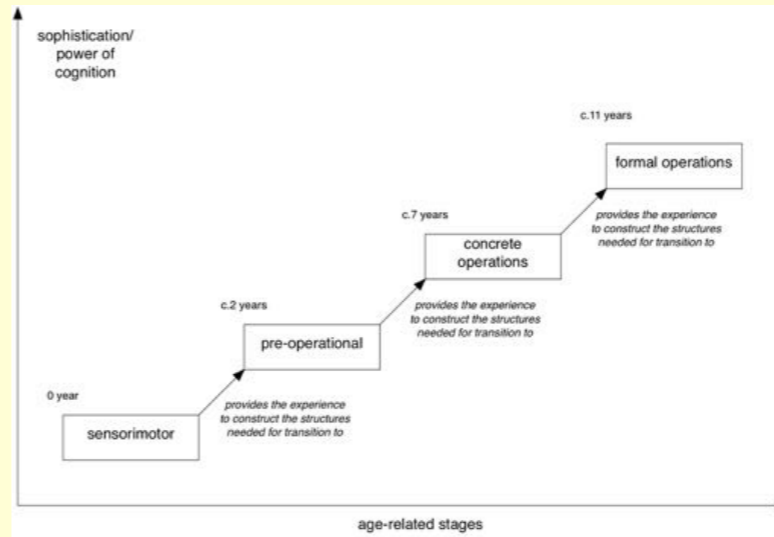 sophistication/
power of
cognition
c.11 years
formal operations
provides the experience
to construct the structures
needed for transition to
c.7 years
concrete
operations
provides the experience
to construct the structures
needed for transition to
c.2 years
pre-operational
provides the experience
to construct the structures
needed for transition to
0 year
sensorimotor
age-related stages